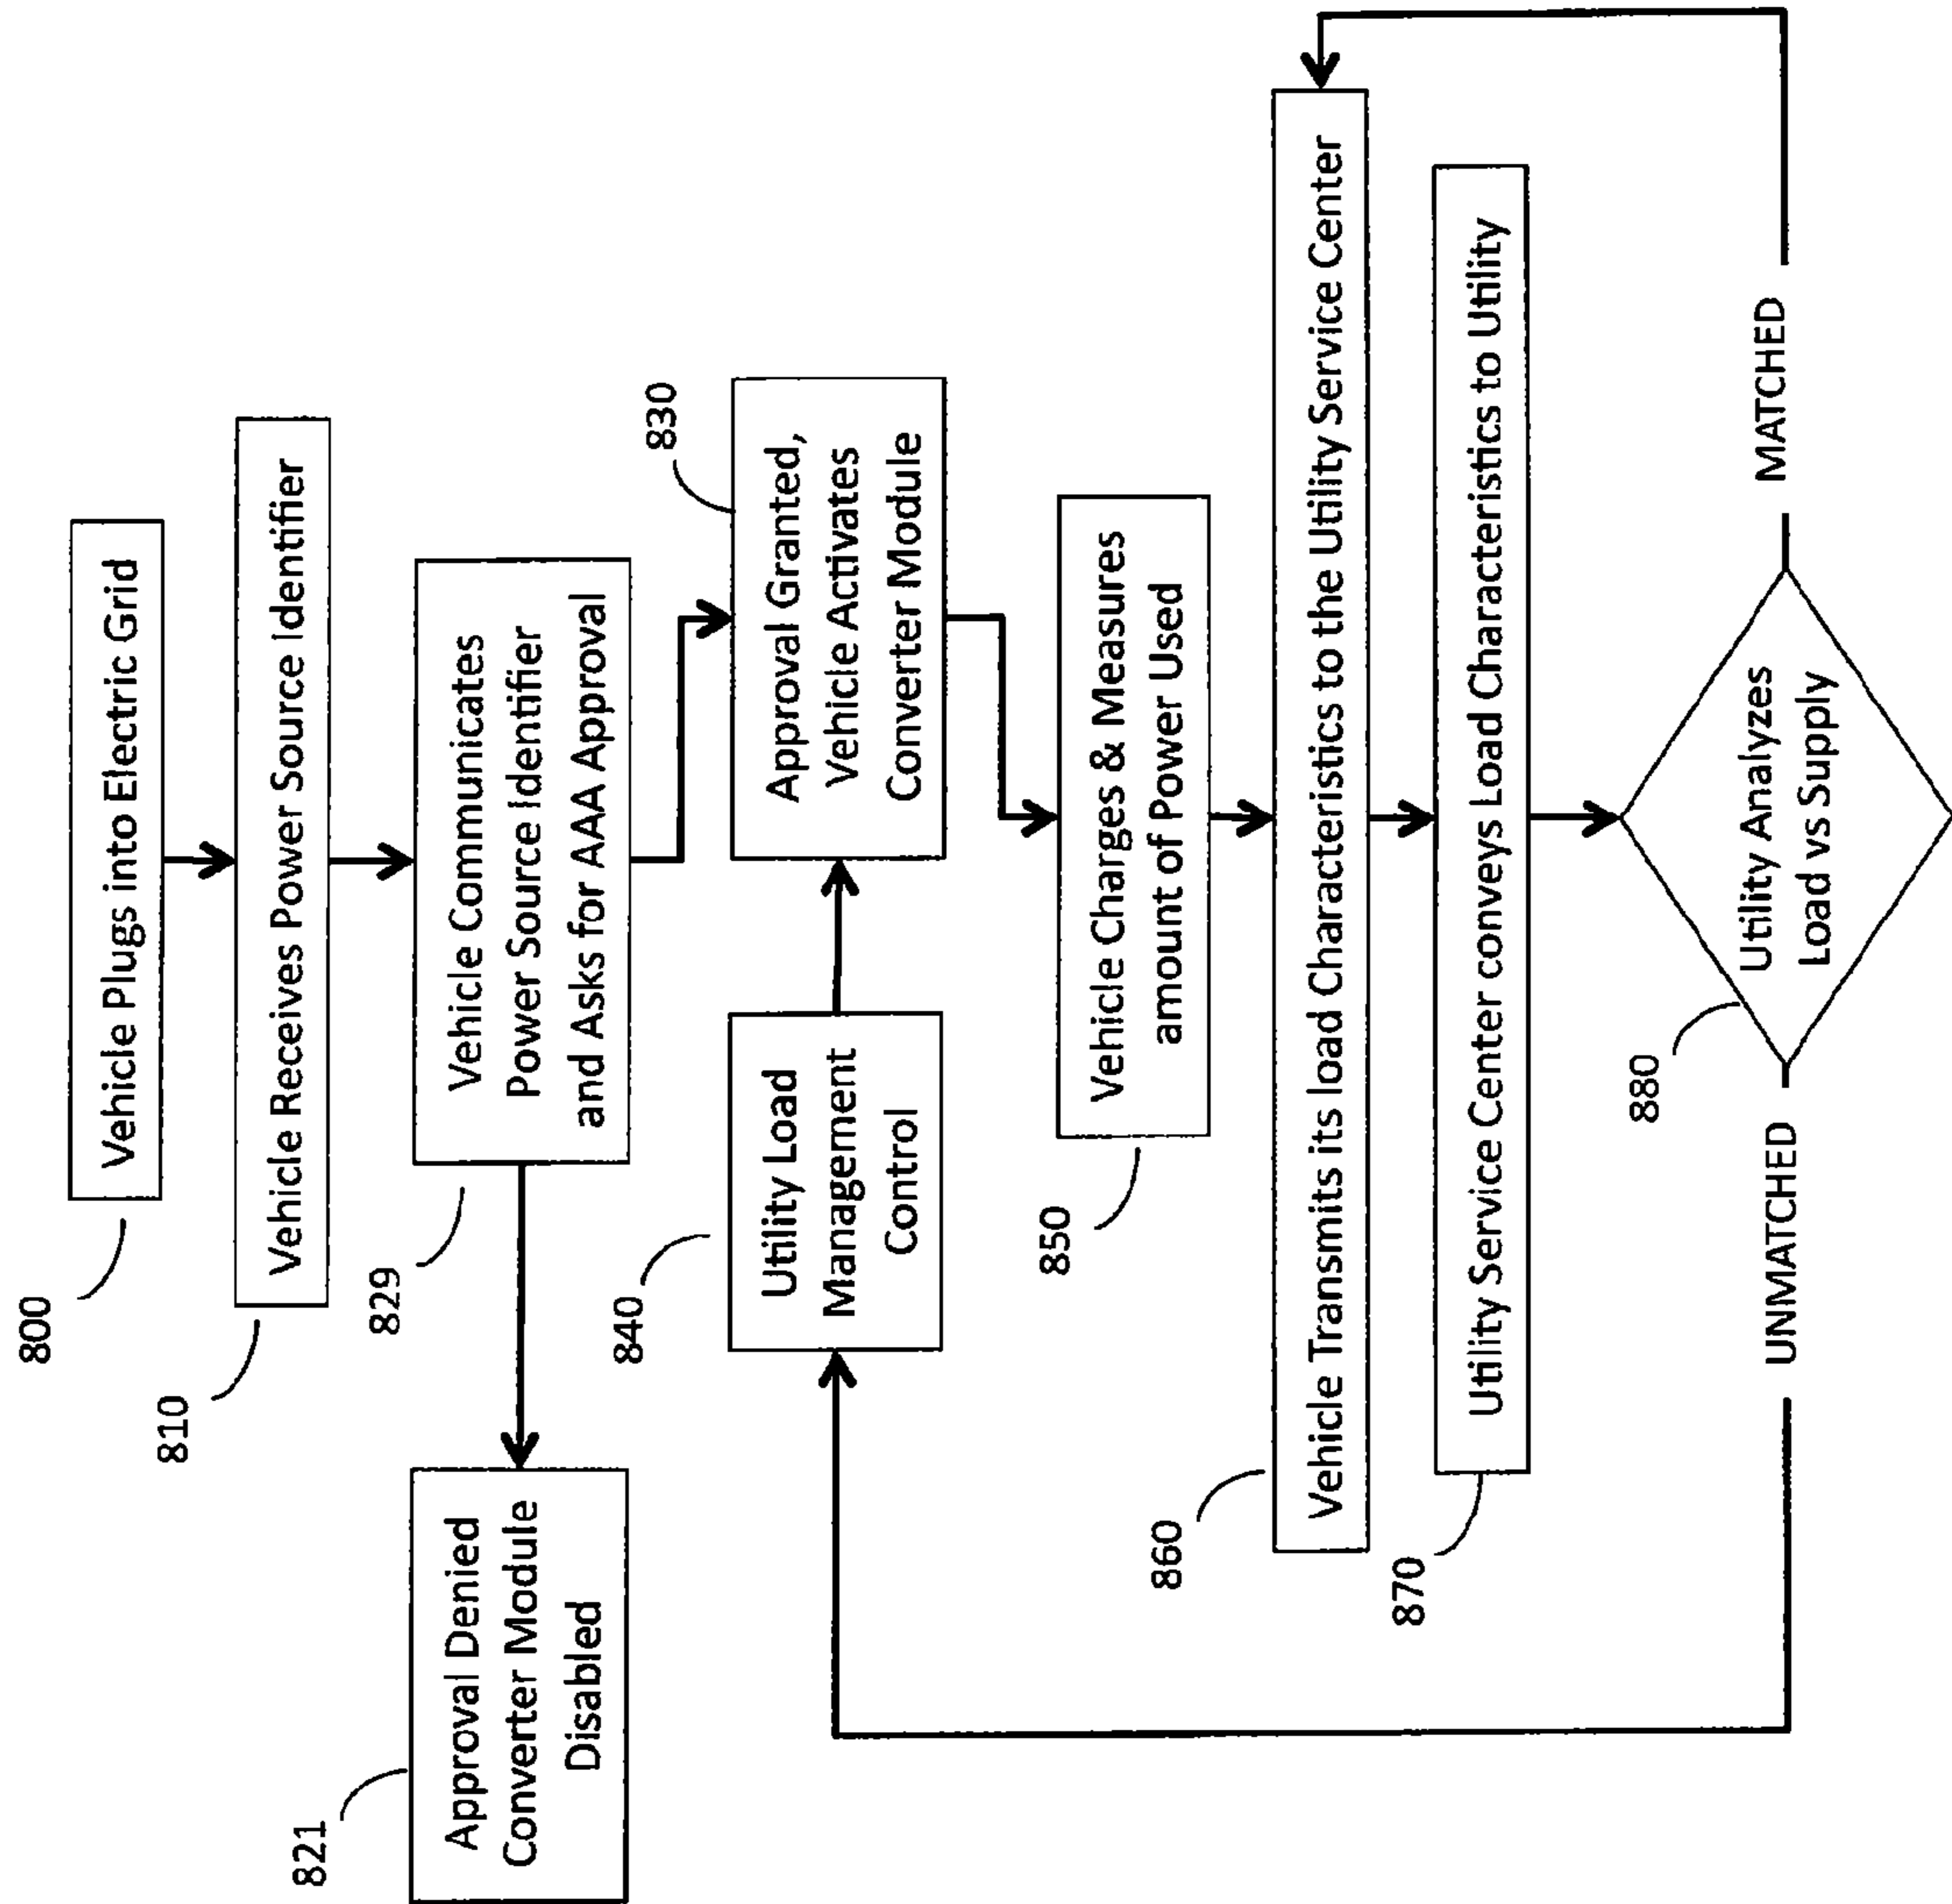 800
Vehicle Plugs into Electric Grid
810
Vehicle Receives Power Source Identifier
829
Vehicle Communicates
Power Source Identifier
and Asks for AAA Approval
821
Approval Denied
Converter Module
Disabled
830
Approval Granted,
Vehicle Activates
Converter Module
840
Utility Load
Management
Control
850
Vehicle Charges & Measures
amount of Power Used
860
Vehicle Transmits its load Characteristics to the Utility Service Center
870
Utility Service Center conveys Load Characteristics to Utility
880
Utility Analyzes
Load vs Supply
UNMATCHED
MATCHED